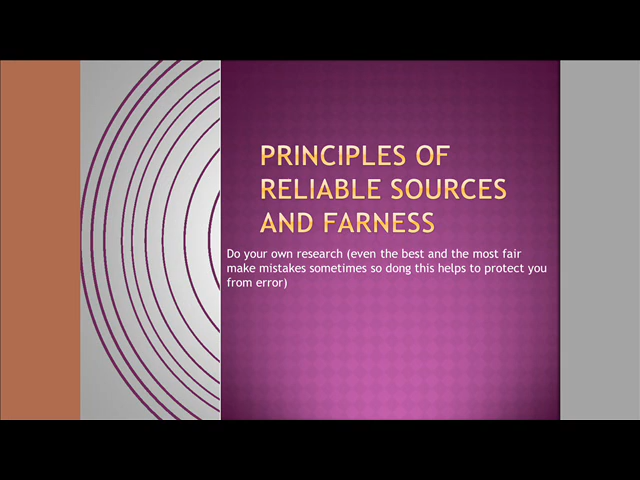 PRINCIPLES OF
RELIABLE SOURCES
AND FARNESS
Do your own research (even the best and the most fair
make mistakes sometimes so dong this helps to protect you
from error)